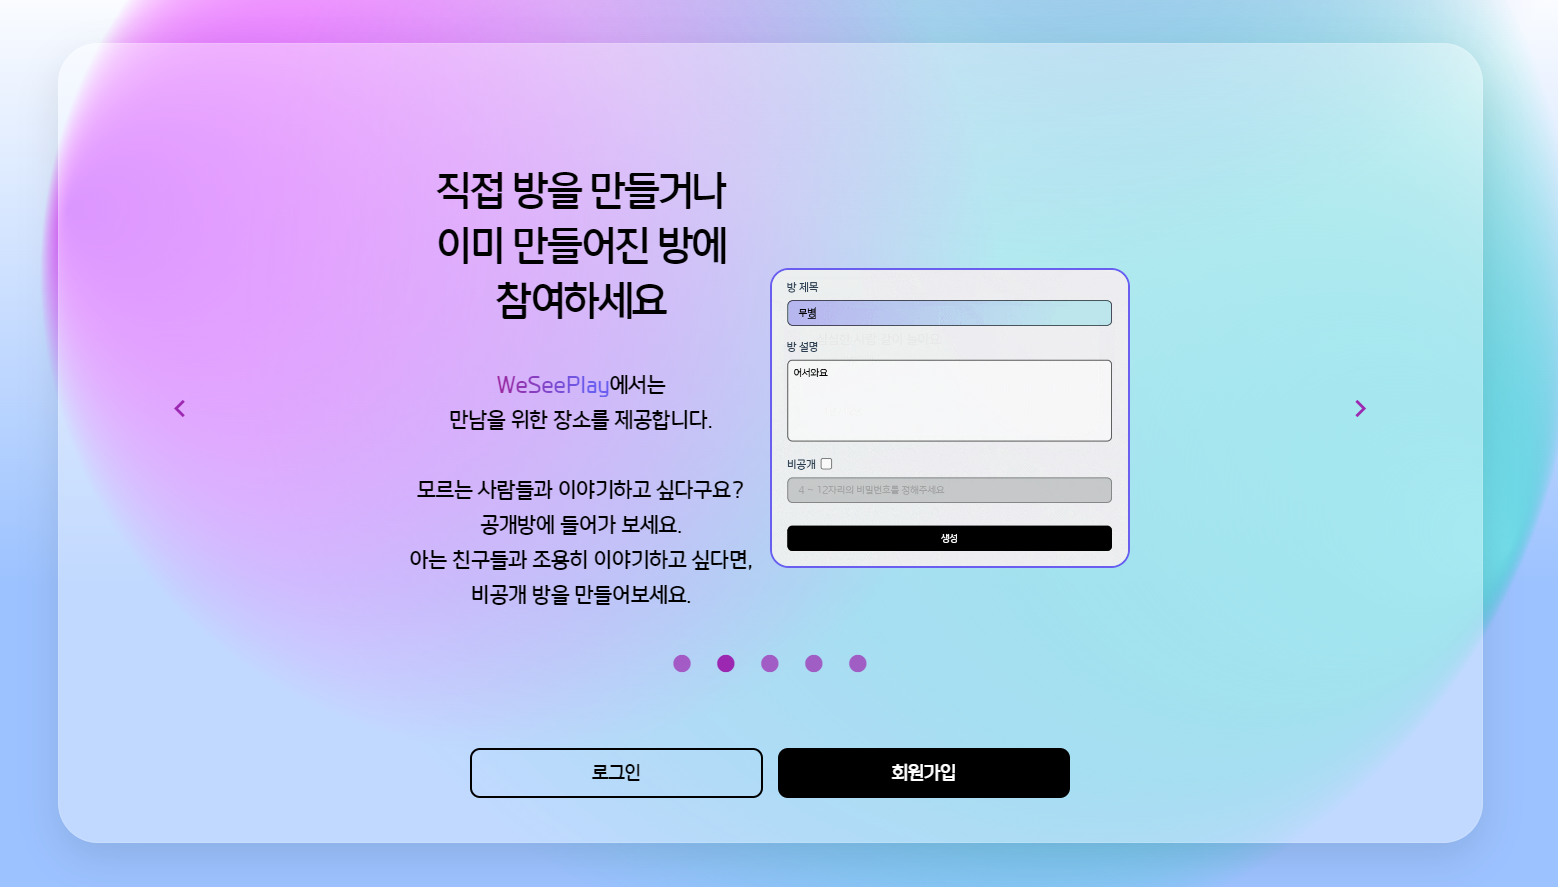 직접 방을 만들거나
이미 만들어진 방에
참여하세요
WeSeePlay에서는
만남을 위한 장소를 제공합니다.
모르는 사람들과 이야기하고 싶다구요?
공개방에 들어가 보세요.
아는 친구들과 조용히 이야기하고 싶다면,
비공개 방을 만들어보세요.
방 제목
무별
방 설명
어서와요
비공개
4 ~ 12자리의 비밀번호를 정해주세요
생성
로그인
회원가입